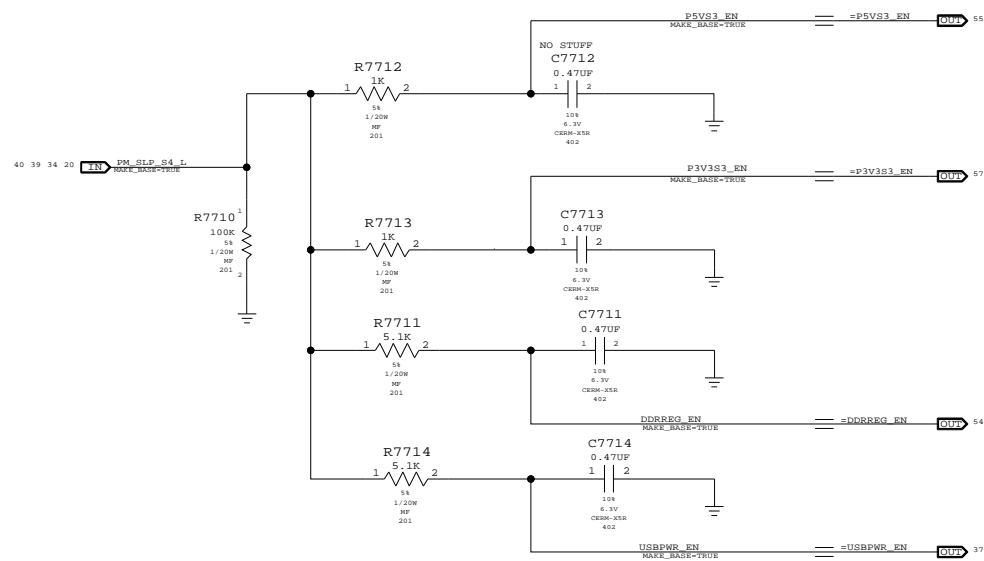 P5VS3_EN
MAKE_BASE=TRUE
=P5VS3_EN
OUT
55
NO STUFF
C7712
0.47UF
1 2
10%
6.3V
CERM-X5R
402
R7712
1K
1 2
5%
1/20W
MF
201
40 39 34 20
IN
PM_SLP_S4_L
MAKE_BASE=TRUE
P3V3S3_EN
MAKE_BASE=TRUE
=P3V3S3_EN
OUT
57
R7710
100K
5%
1/20W
MF
201
1
2
R7713
1K
1 2
5%
1/20W
MF
201
C7713
0.47UF
1 2
10%
6.3V
CERM-X5R
402
R7711
5.1K
1 2
5%
1/20W
MF
201
C7711
0.47UF
1 2
10%
6.3V
CERM-X5R
402
DDRREG_EN
MAKE_BASE=TRUE
=DDRREG_EN
OUT
54
R7714
5.1K
1 2
5%
1/20W
MF
201
C7714
0.47UF
1 2
10%
6.3V
CERM-X5R
402
USBPWR_EN
MAKE_BASE=TRUE
=USBPWR_EN
OUT
37